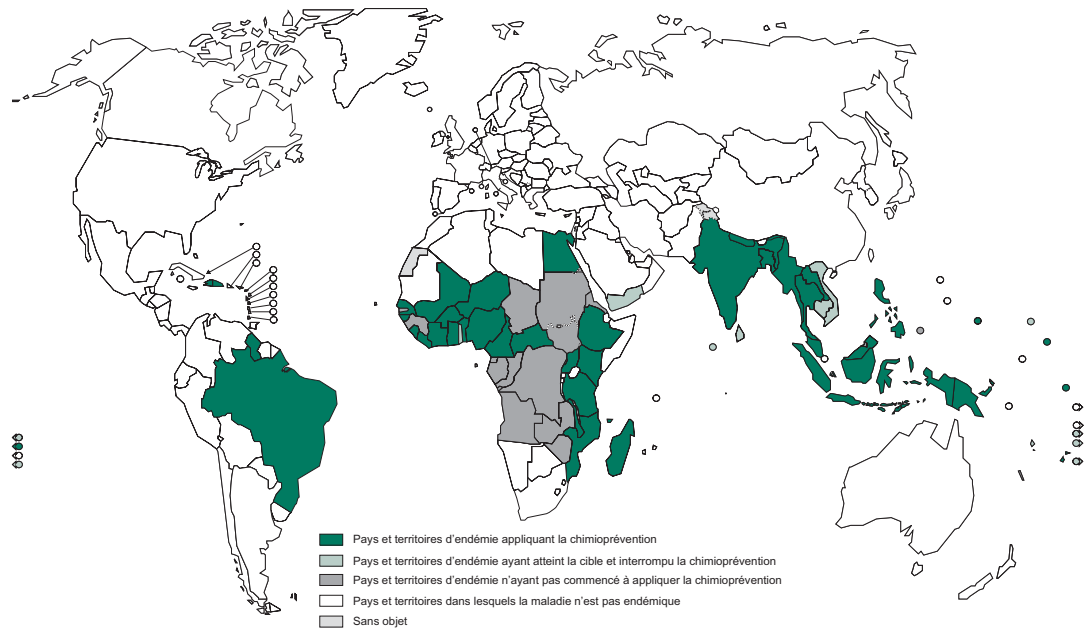 Pays et territoires d'endémie appliquant la chimioprévention
Pays et territoires d'endémie ayant atteint la cible et interrompu la chimioprévention
Pays et territoires d'endémie n'ayant pas commencé à appliquer la chimioprévention
Pays et territoires dans lesquels la maladie n'est pas endémique
Sans objet